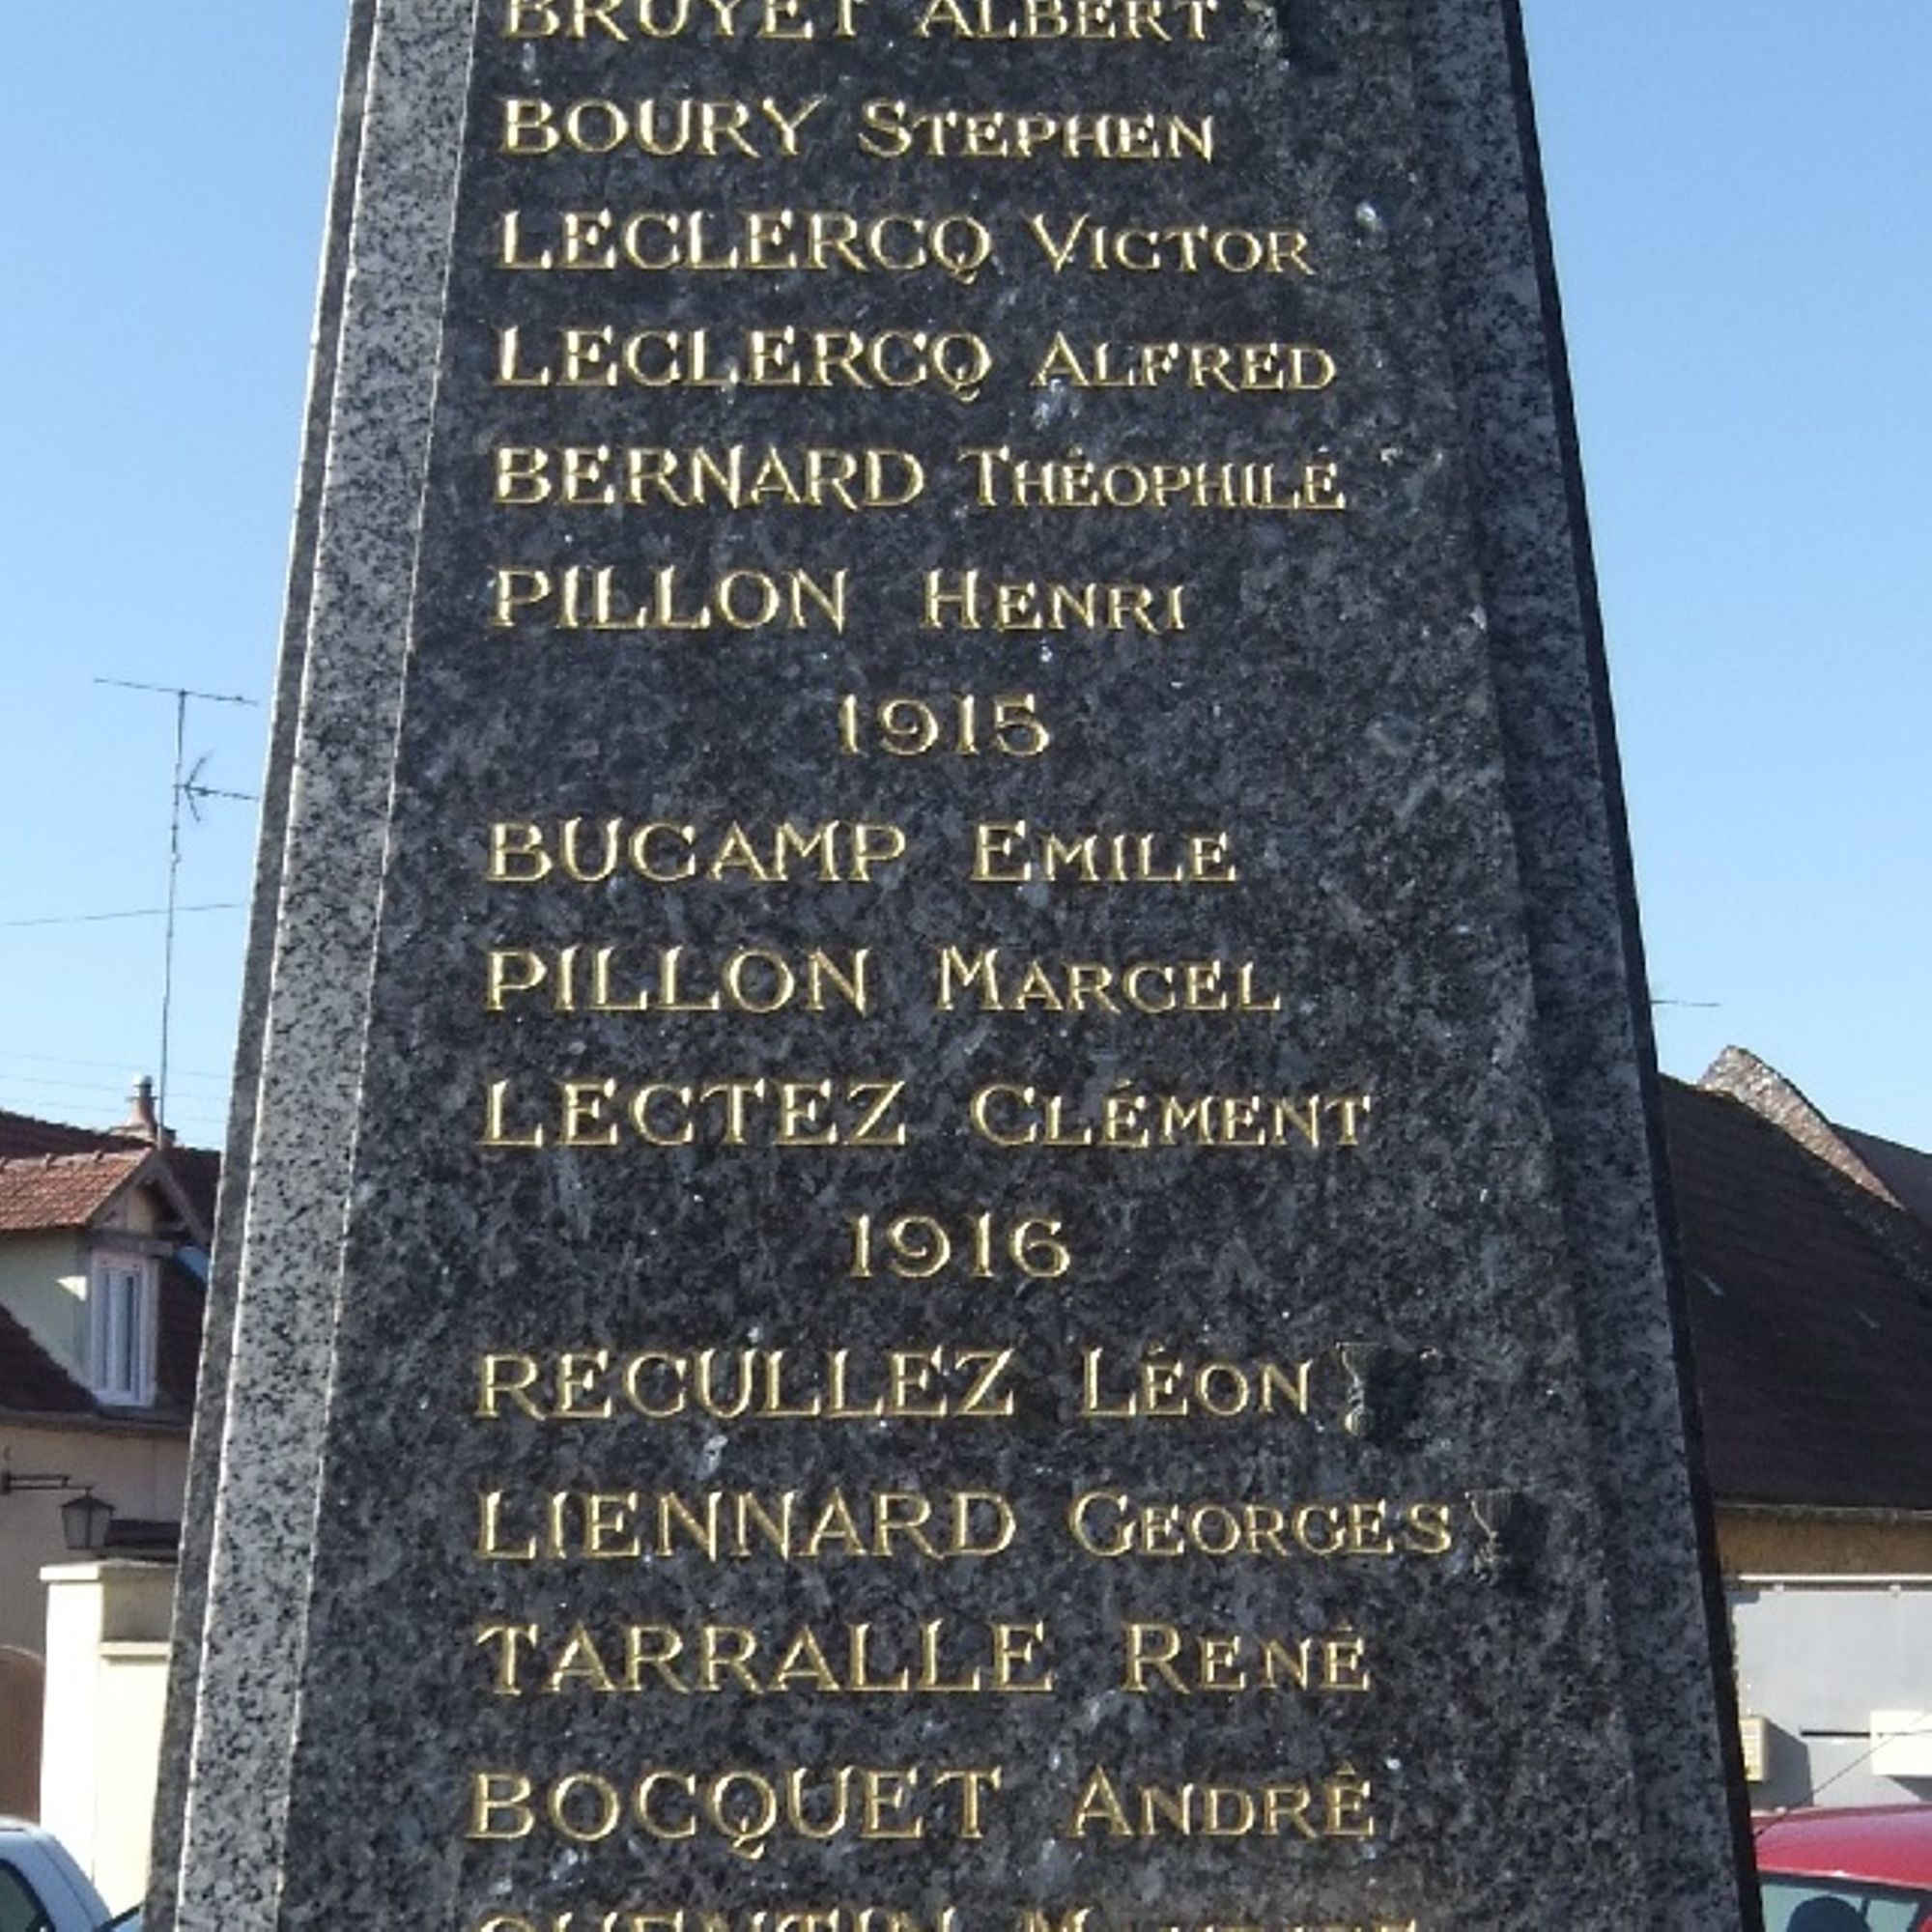 BRUYET ALBERT
BOURY STEPHEN
LECLERCQ VICTOR
LECLERCQ ALFRED
BERNARD THÉOPHILE
PILLON HENRI
1915
BUCAMP EMILE
PILLON MARCEL
LECTEZ CLÉMENT
1916
RECULLEZ LÉON
LIENNARD GEORGES
TARRALLE RENÉ
BOCQUET ANDRÉ
QUENTIN